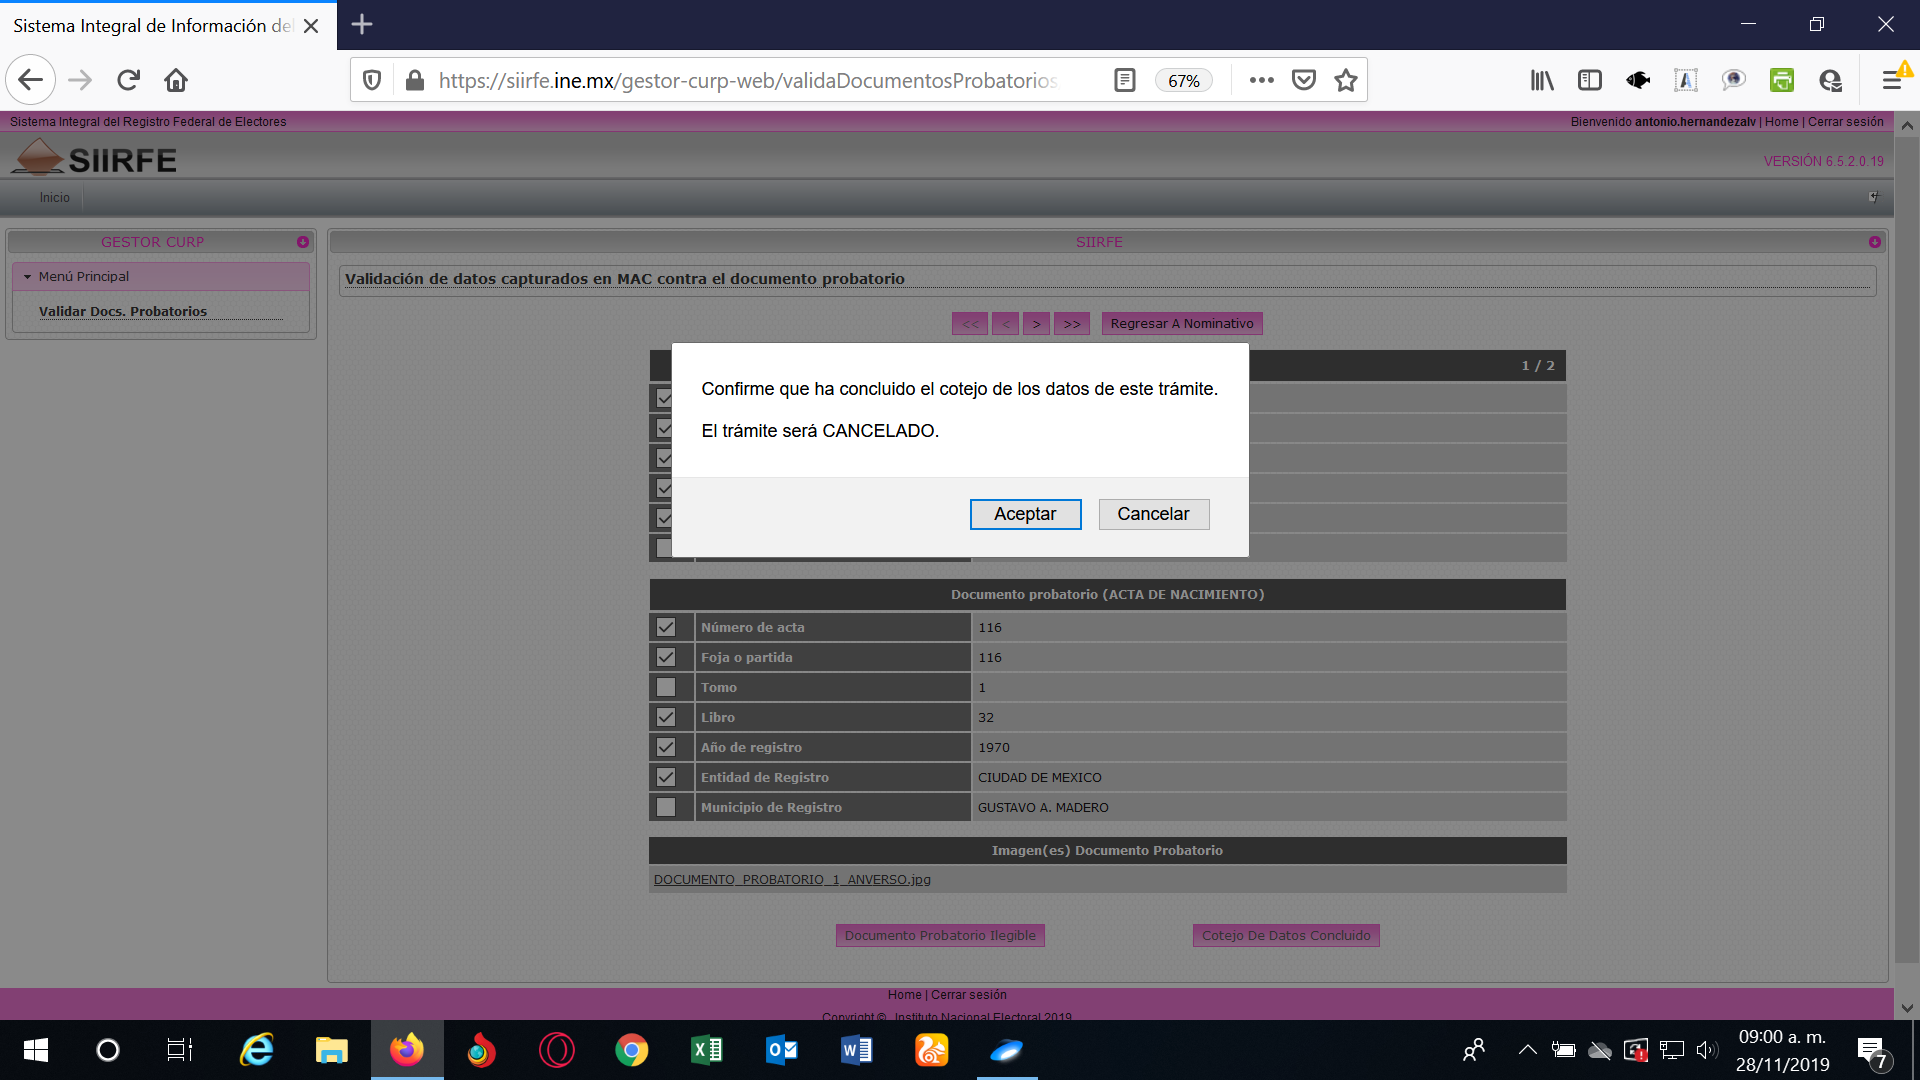 Sistema Integral de Información del
https://siirfe.ine.mx/gestor-curp-web/validaDocumentosProbatorios
67%
Sistema Integral del Registro Federal de Electores
Bienvenido antonio.hernandezalv | Home | Cerrar sesión
SIIRFE
VERSIÓN 6.5.2.0.19
Inicio
GESTOR CURP
SIIRFE
Menú Principal
Validar Docs. Probatorios
Validación de datos capturados en MAC contra el documento probatorio
<< < > >> Regresar A Nominativo
1 / 2
Confirme que ha concluido el cotejo de los datos de este trámite.
El trámite será CANCELADO.
Aceptar Cancelar
Documento probatorio (ACTA DE NACIMIENTO)
Número de acta 116
Foja o partida 116
Tomo 1
Libro 32
Año de registro 1970
Entidad de Registro CIUDAD DE MEXICO
Municipio de Registro GUSTAVO A. MADERO
Imagen(es) Documento Probatorio
DOCUMENTO_PROBATORIO_1_ANVERSO.jpg
Documento Probatorio Ilegible Cotejo De Datos Concluido
Home | Cerrar sesión
Copyright © Instituto Nacional Electoral 2019
09:00 a. m.
28/11/2019
7